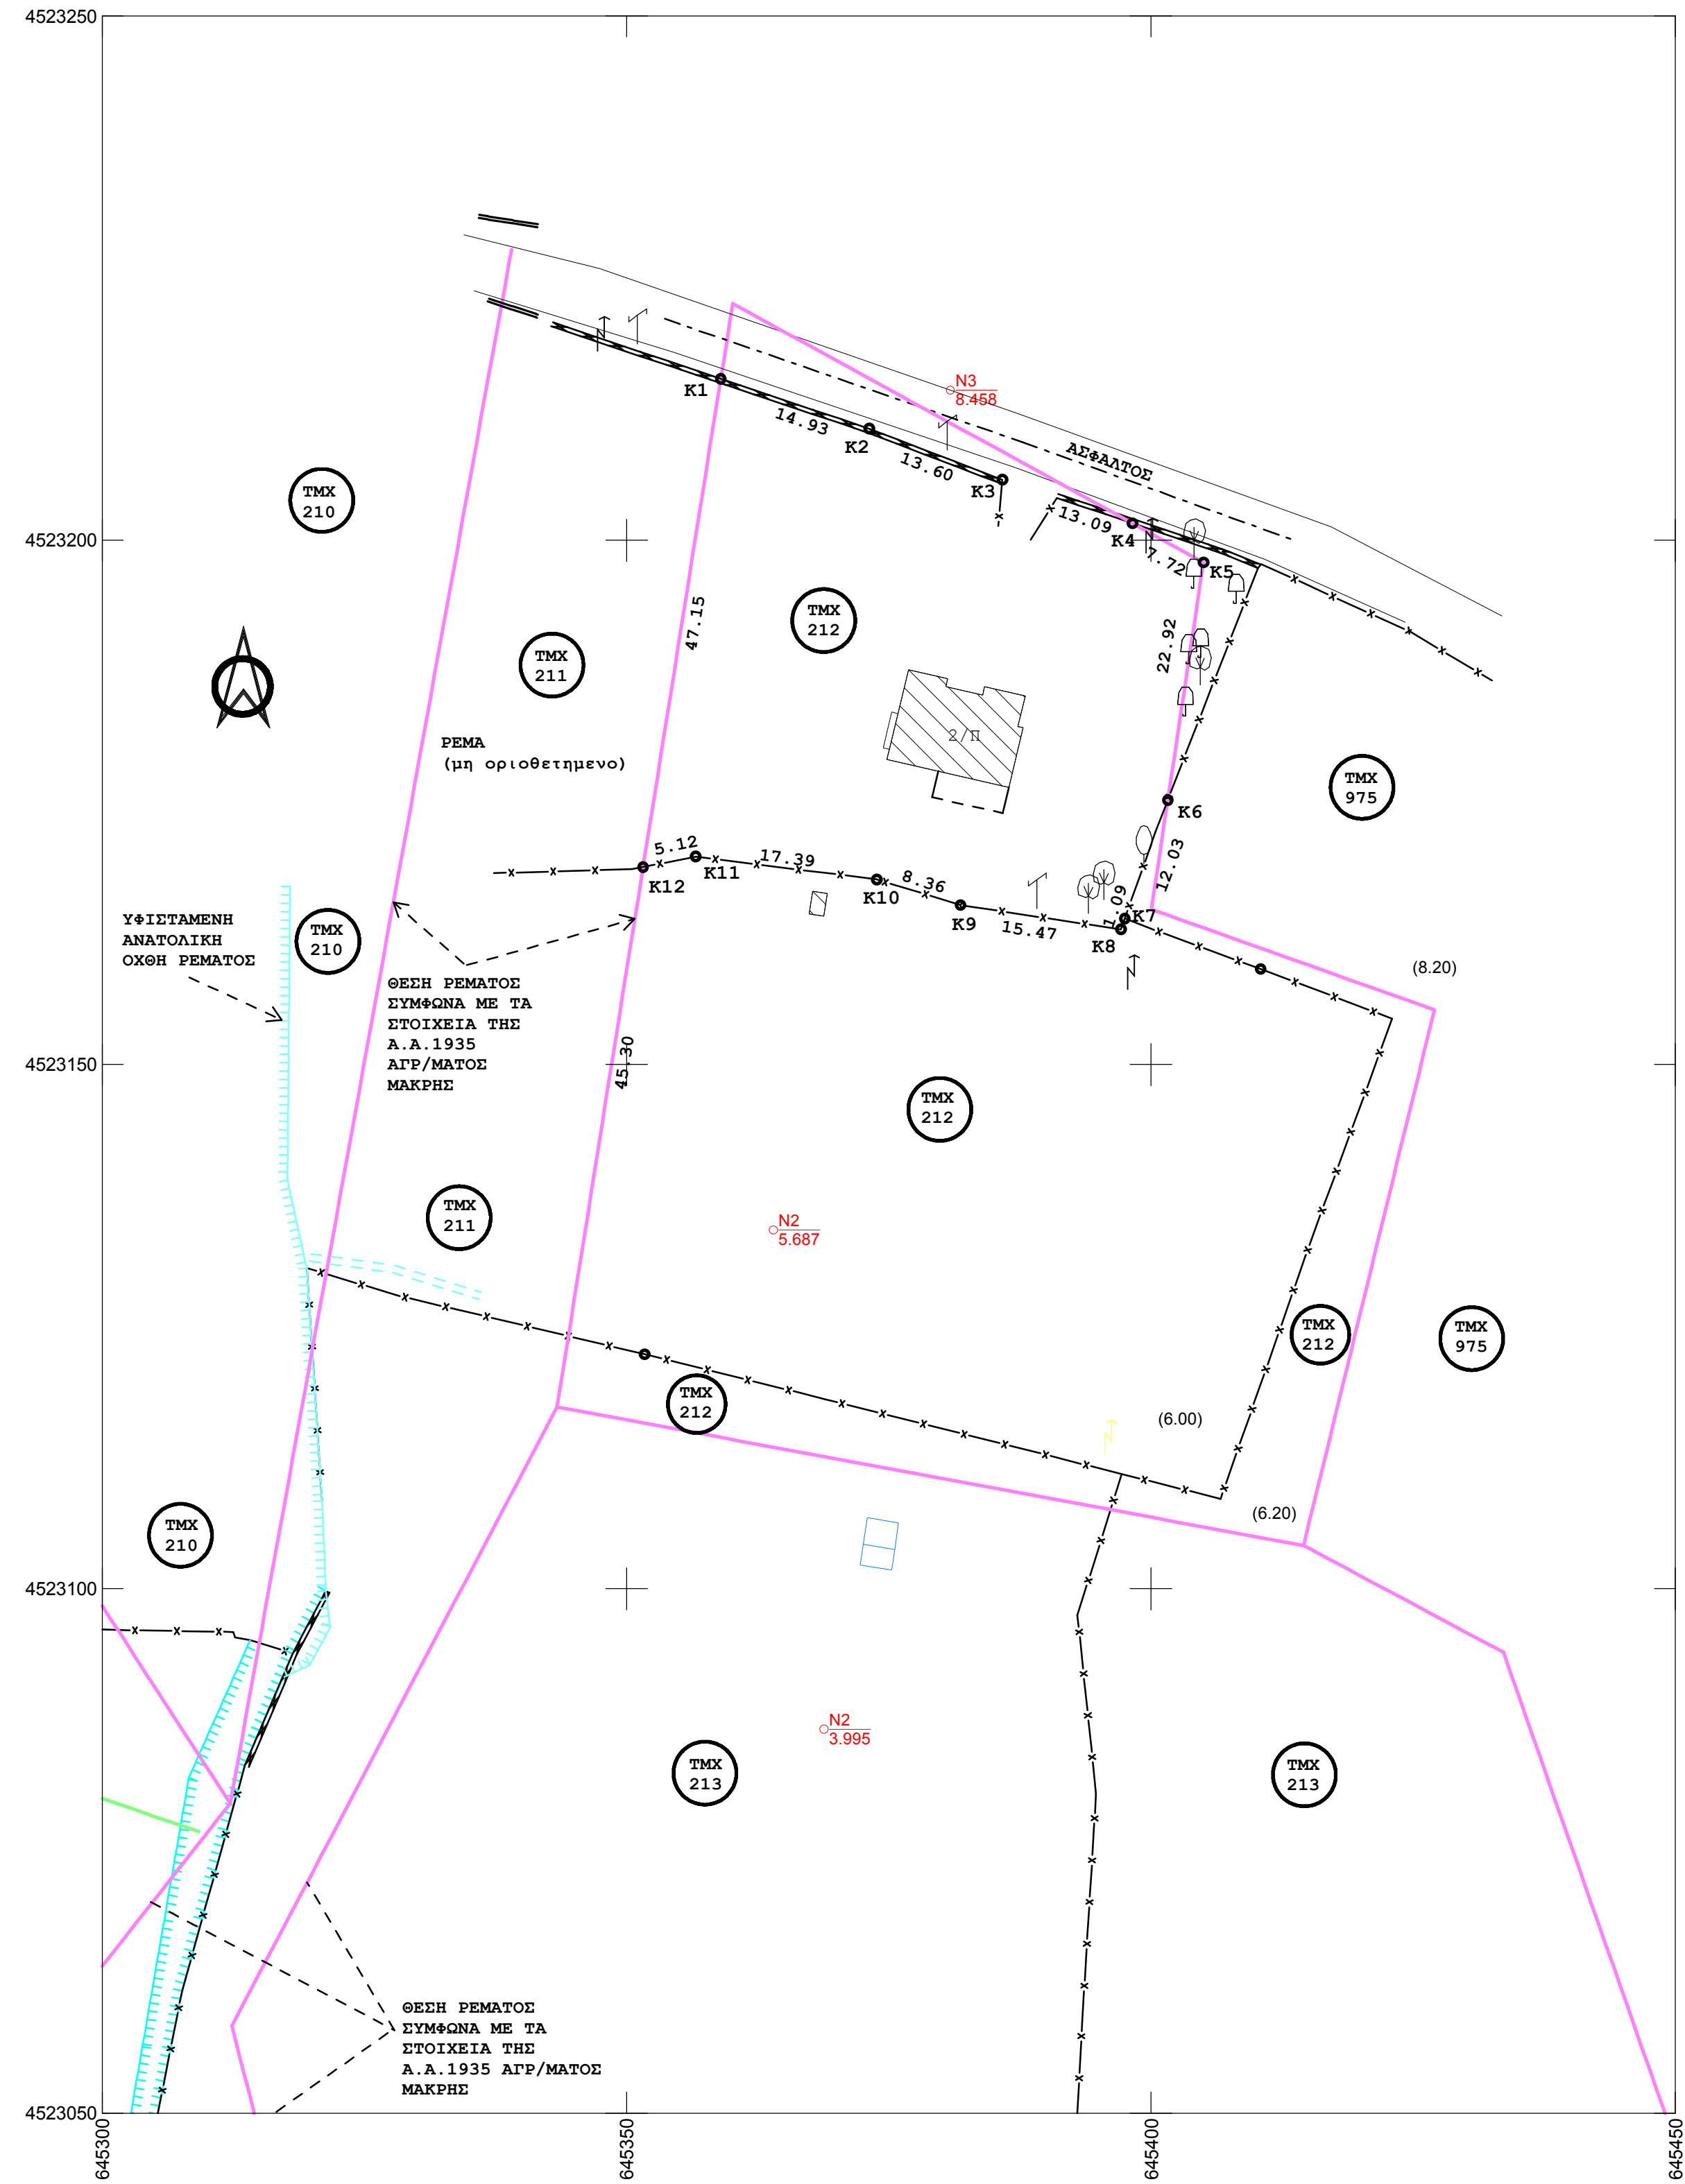 4523250
N3
8.458
K1
14.93
K2
13.60
K3
ΑΣΦΑΛΤΟΣ
13.09
K4
7.72
K5
4523200
ΤΜΧ
210
ΤΜΧ
212
47.15
22.92
ΤΜΧ
211
ΡΕΜΑ
(μη οριοθετημενο)
2/Π
ΤΜΧ
975
K6
5.12
17.39
K12
K11
8.36
K10
K9
15.47
1.09
12.03
K7
K8
ΥΦΙΣΤΑΜΕΝΗ
ΑΝΑΤΟΛΙΚΗ
ΟΧΘΗ ΡΕΜΑΤΟΣ
ΤΜΧ
210
(8.20)
ΘΕΣΗ ΡΕΜΑΤΟΣ
ΣΥΜΦΩΝΑ ΜΕ ΤΑ
ΣΤΟΙΧΕΙΑ ΤΗΣ
Α.Α.1935
ΑΓΡ/ΜΑΤΟΣ
ΜΑΚΡΗΣ
45.30
4523150
ΤΜΧ
212
ΤΜΧ
211
N2
5.687
ΤΜΧ
212
ΤΜΧ
975
ΤΜΧ
212
(6.00)
(6.20)
ΤΜΧ
210
4523100
N2
3.995
ΤΜΧ
213
ΤΜΧ
213
ΘΕΣΗ ΡΕΜΑΤΟΣ
ΣΥΜΦΩΝΑ ΜΕ ΤΑ
ΣΤΟΙΧΕΙΑ ΤΗΣ
Α.Α.1935 ΑΓΡ/ΜΑΤΟΣ
ΜΑΚΡΗΣ
4523050
645300
645350
645400
645450